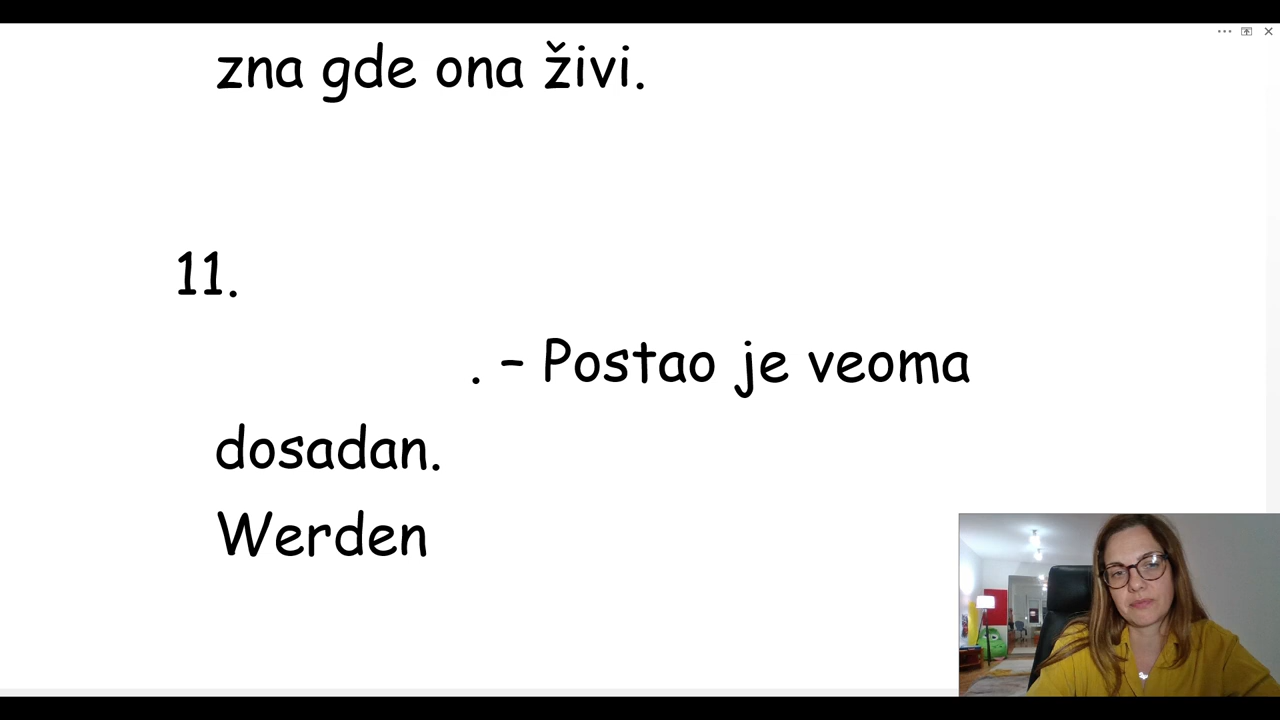 zna gde ona živi.
11.
. – Postao je veoma
dosadan.
Werden